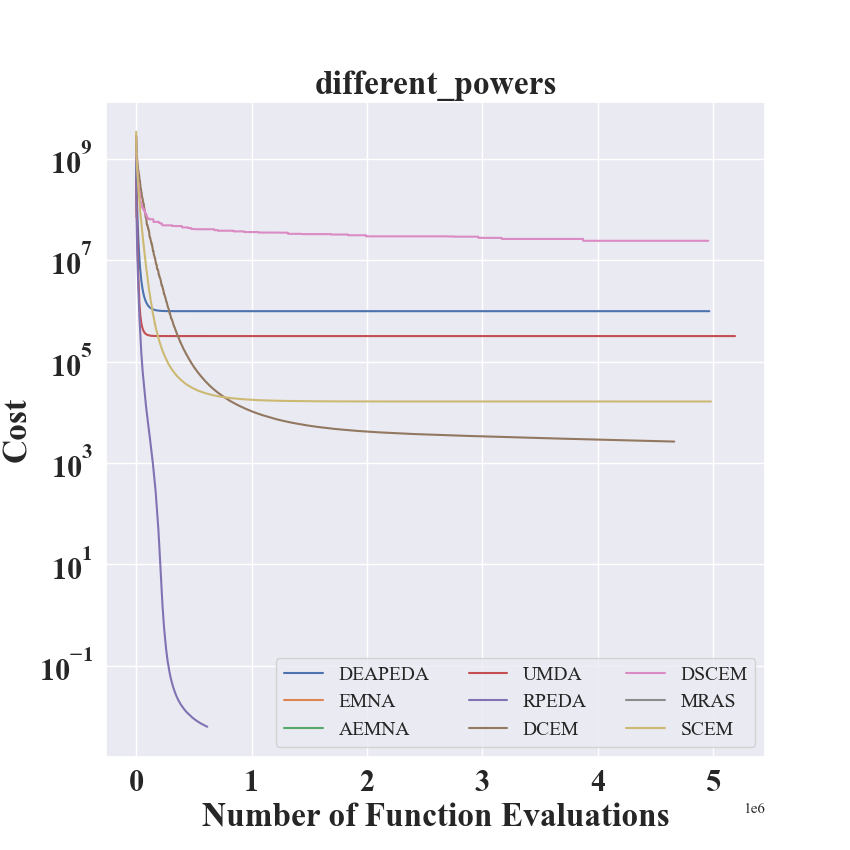 different_powers
Cost
10^9
10^7
10^5
10^3
10^1
10^−1
DEAPEDA UMDA DSCEM
EMNA RPEDA MRAS
AEMNA DCEM SCEM
0 1 2 3 4 5
Number of Function Evaluations 1e6